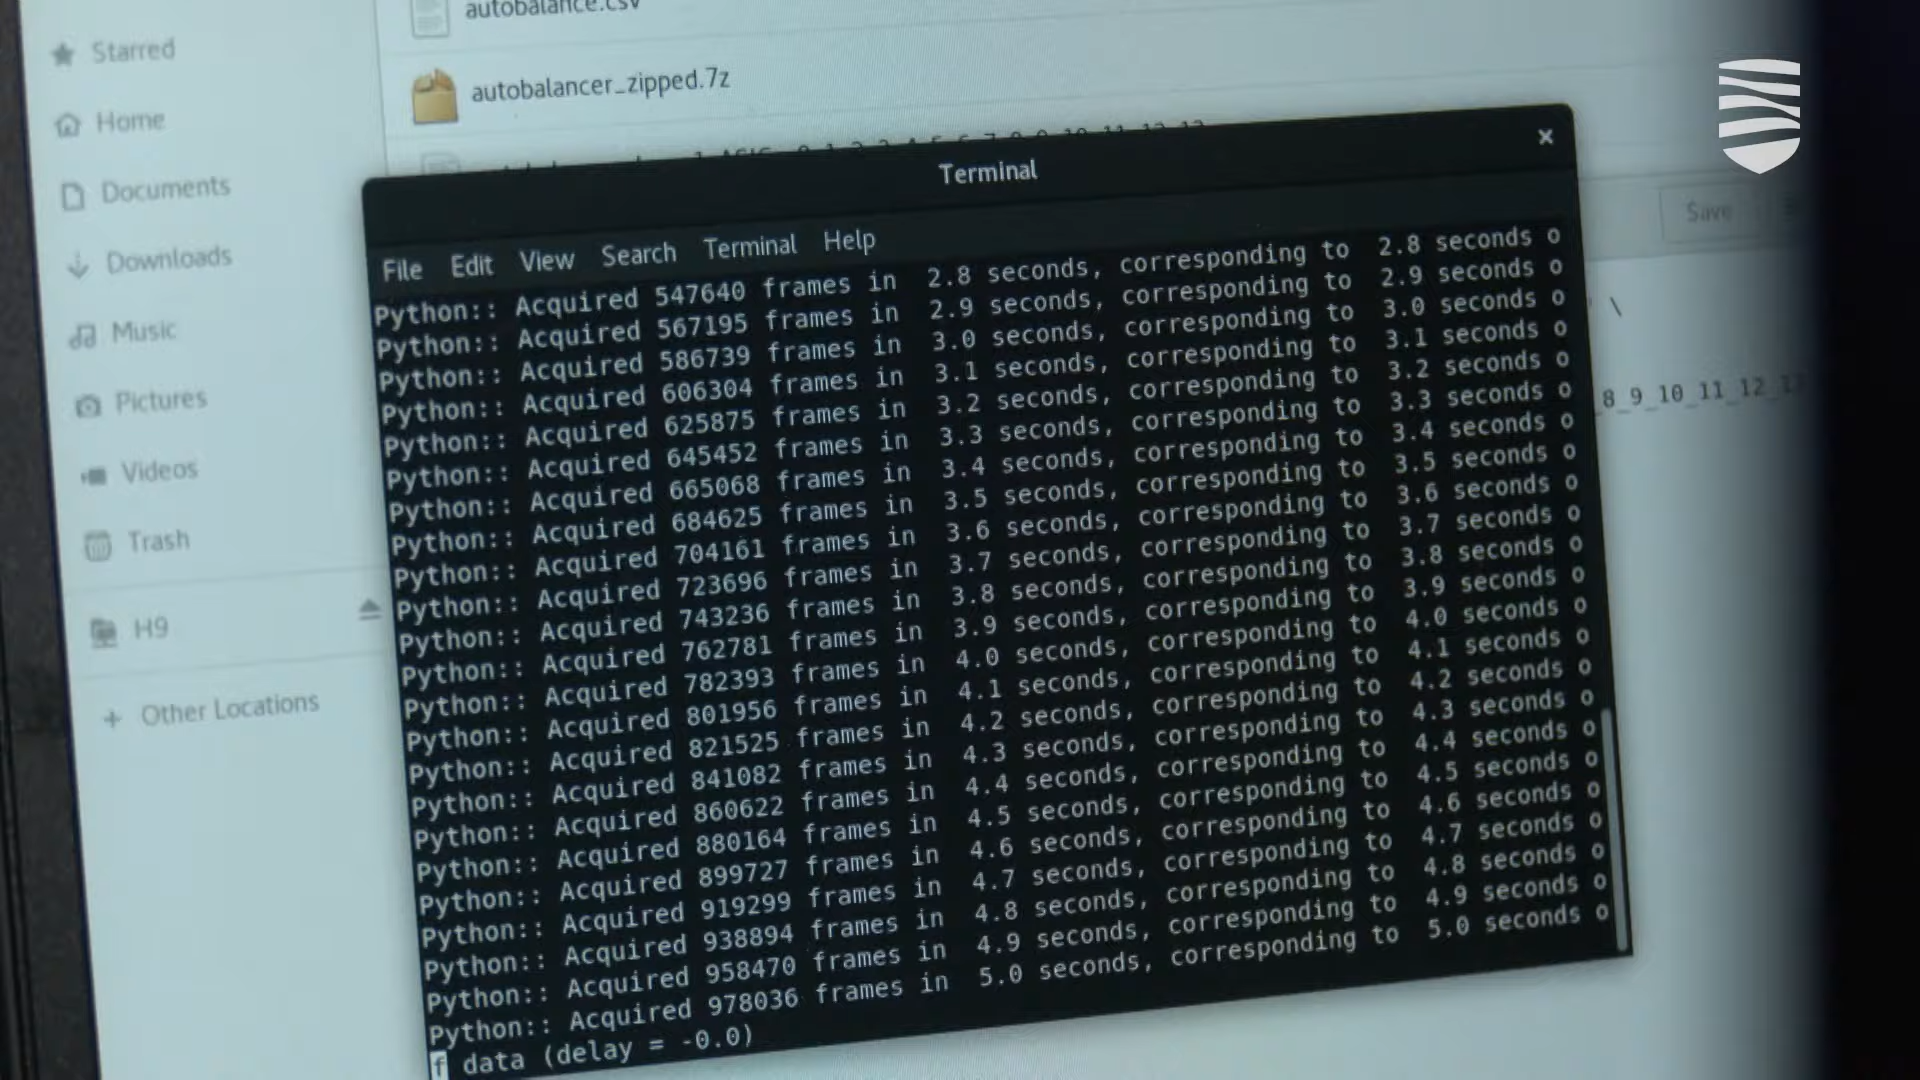 autobalance.csv
Starred
autobalancer_zipped.7z
Home
Terminal
Documents
Save
File Edit View Search Terminal Help
Downloads
Music
Pictures
Videos
Trash
H9
Other Locations
Python:: Acquired 547640 frames in 2.8 seconds, corresponding to 2.8 seconds o
Python:: Acquired 567195 frames in 2.9 seconds, corresponding to 2.9 seconds o
Python:: Acquired 586739 frames in 3.0 seconds, corresponding to 3.0 seconds o
Python:: Acquired 606304 frames in 3.1 seconds, corresponding to 3.1 seconds o
Python:: Acquired 625875 frames in 3.2 seconds, corresponding to 3.2 seconds o
Python:: Acquired 645452 frames in 3.3 seconds, corresponding to 3.3 seconds o
Python:: Acquired 665068 frames in 3.4 seconds, corresponding to 3.4 seconds o
Python:: Acquired 684625 frames in 3.5 seconds, corresponding to 3.5 seconds o
Python:: Acquired 704161 frames in 3.6 seconds, corresponding to 3.6 seconds o
Python:: Acquired 723696 frames in 3.7 seconds, corresponding to 3.7 seconds o
Python:: Acquired 743236 frames in 3.8 seconds, corresponding to 3.8 seconds o
Python:: Acquired 762781 frames in 3.9 seconds, corresponding to 3.9 seconds o
Python:: Acquired 782393 frames in 4.0 seconds, corresponding to 4.0 seconds o
Python:: Acquired 801956 frames in 4.1 seconds, corresponding to 4.1 seconds o
Python:: Acquired 821525 frames in 4.2 seconds, corresponding to 4.2 seconds o
Python:: Acquired 841082 frames in 4.3 seconds, corresponding to 4.3 seconds o
Python:: Acquired 860622 frames in 4.4 seconds, corresponding to 4.4 seconds o
Python:: Acquired 880164 frames in 4.5 seconds, corresponding to 4.5 seconds o
Python:: Acquired 899727 frames in 4.6 seconds, corresponding to 4.6 seconds o
Python:: Acquired 919299 frames in 4.7 seconds, corresponding to 4.7 seconds o
Python:: Acquired 938894 frames in 4.8 seconds, corresponding to 4.8 seconds o
Python:: Acquired 958470 frames in 4.9 seconds, corresponding to 4.9 seconds o
Python:: Acquired 978036 frames in 5.0 seconds, corresponding to 5.0 seconds o
f data (delay = -0.0)
\
_8_9_10_11_12_1